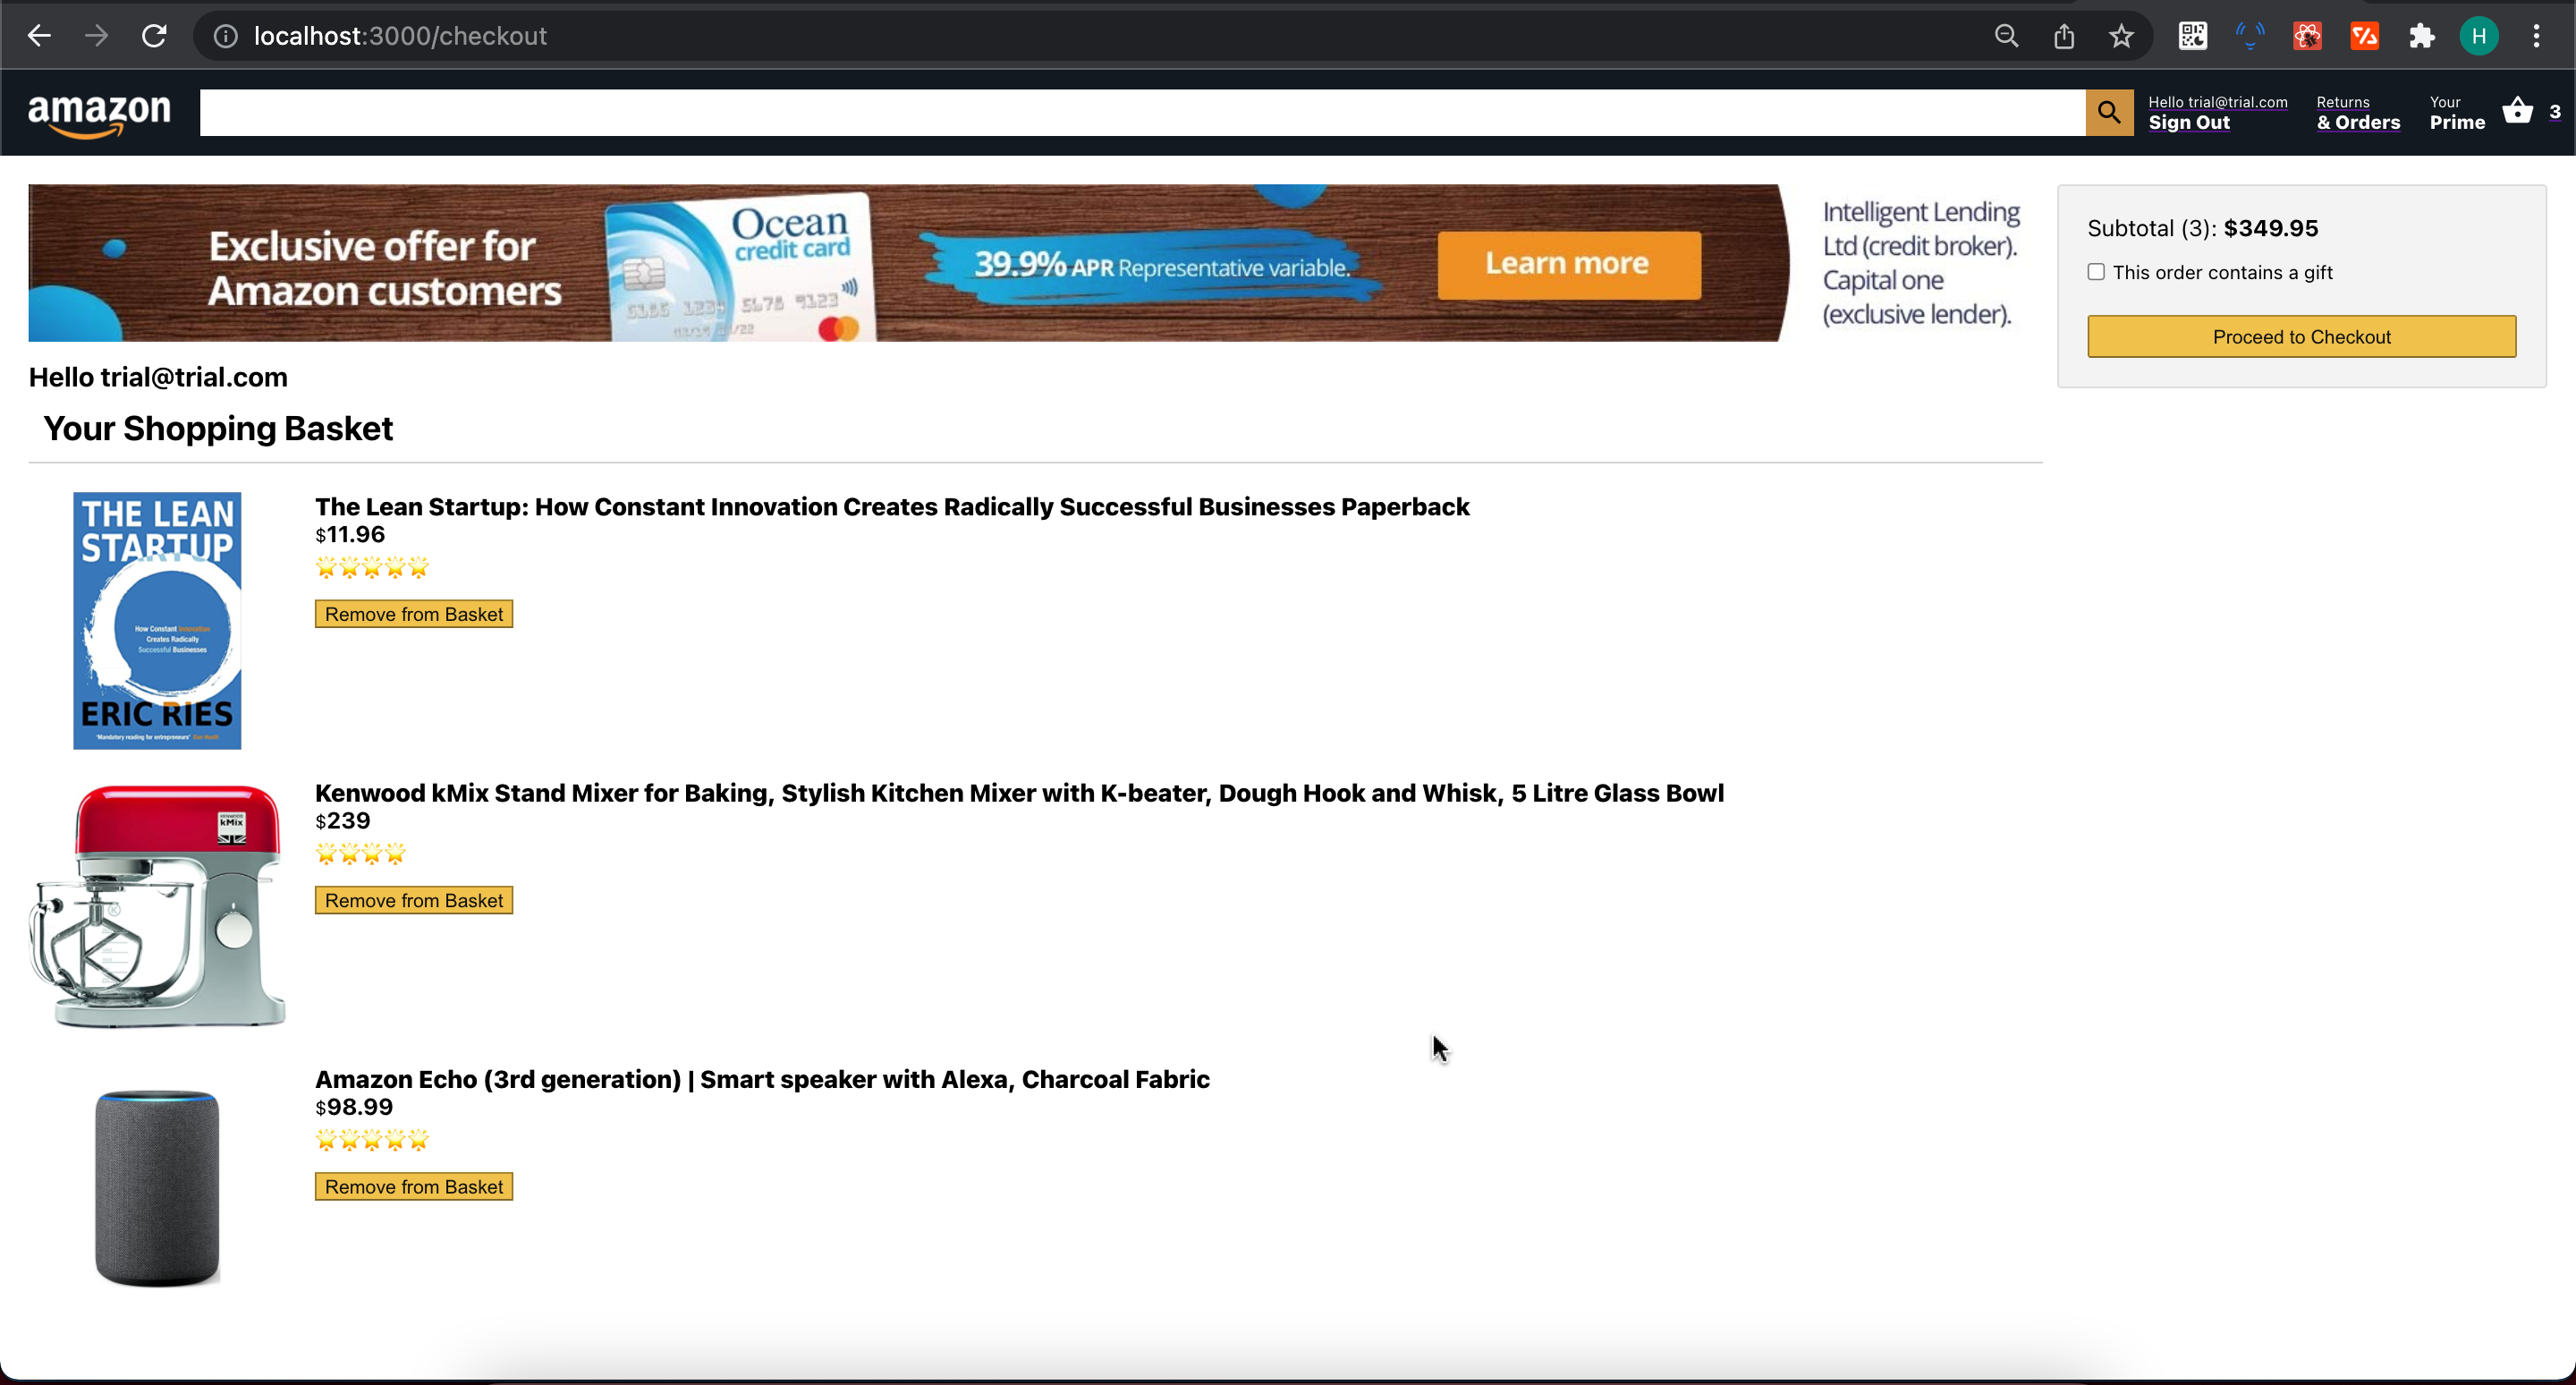 localhost:3000/checkout
H
amazon
Hello trial@trial.com
Sign Out
Returns
& Orders
Your
Prime
3
Exclusive offer for
Amazon customers
Ocean
credit card
39.9% APR Representative variable.
Learn more
Intelligent Lending
Ltd (credit broker).
Capital one
(exclusive lender).
Subtotal (3): $349.95
This order contains a gift
Proceed to Checkout
Hello trial@trial.com
Your Shopping Basket
THE LEAN
STARTUP
How Constant Innovation
Creates Radically
Successful Businesses
ERIC RIES
'Mandatory reading for entrepreneurs'
The Lean Startup: How Constant Innovation Creates Radically Successful Businesses Paperback
$11.96
Remove from Basket
KENWOOD
kMix
K
Kenwood kMix Stand Mixer for Baking, Stylish Kitchen Mixer with K-beater, Dough Hook and Whisk, 5 Litre Glass Bowl
$239
Remove from Basket
Amazon Echo (3rd generation) | Smart speaker with Alexa, Charcoal Fabric
$98.99
Remove from Basket